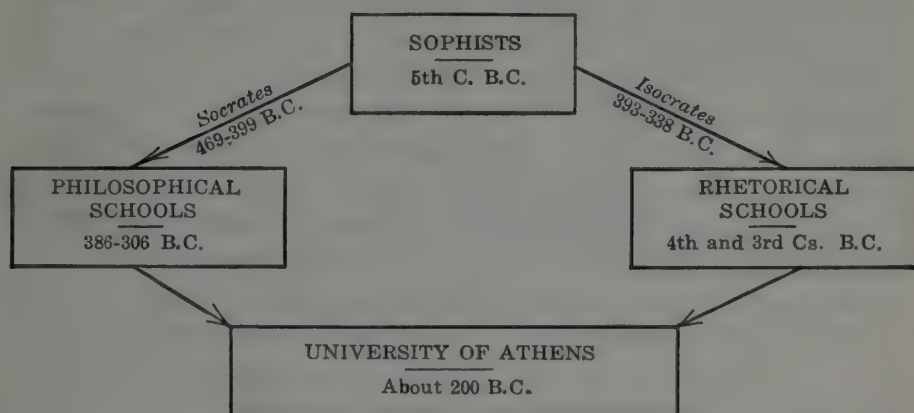 SOPHISTS
5th C. B.C.
Socrates
469-399 B.C.
Isocrates
393-338 B.C.
PHILOSOPHICAL
SCHOOLS
386-306 B.C.
RHETORICAL
SCHOOLS
4th and 3rd Cs. B.C.
UNIVERSITY OF ATHENS
About 200 B.C.